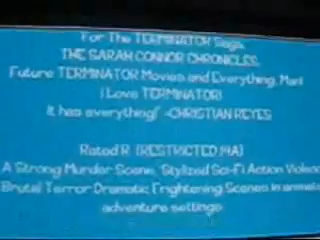 For The TERMINATOR Saga.
THE SARAH CONNOR CHRONICLES.
Future TERMINATOR Movies and Everything. Man!
I Love TERMINATOR!
It has everything!" -CHRISTIAN REYES
Rated R (RESTRICTED MA)
A Strong Murder Scene, Stylized Sci-Fi Action Violenc
Brutal Terror Dramatic Frightening Scenes in animate
adventure settings